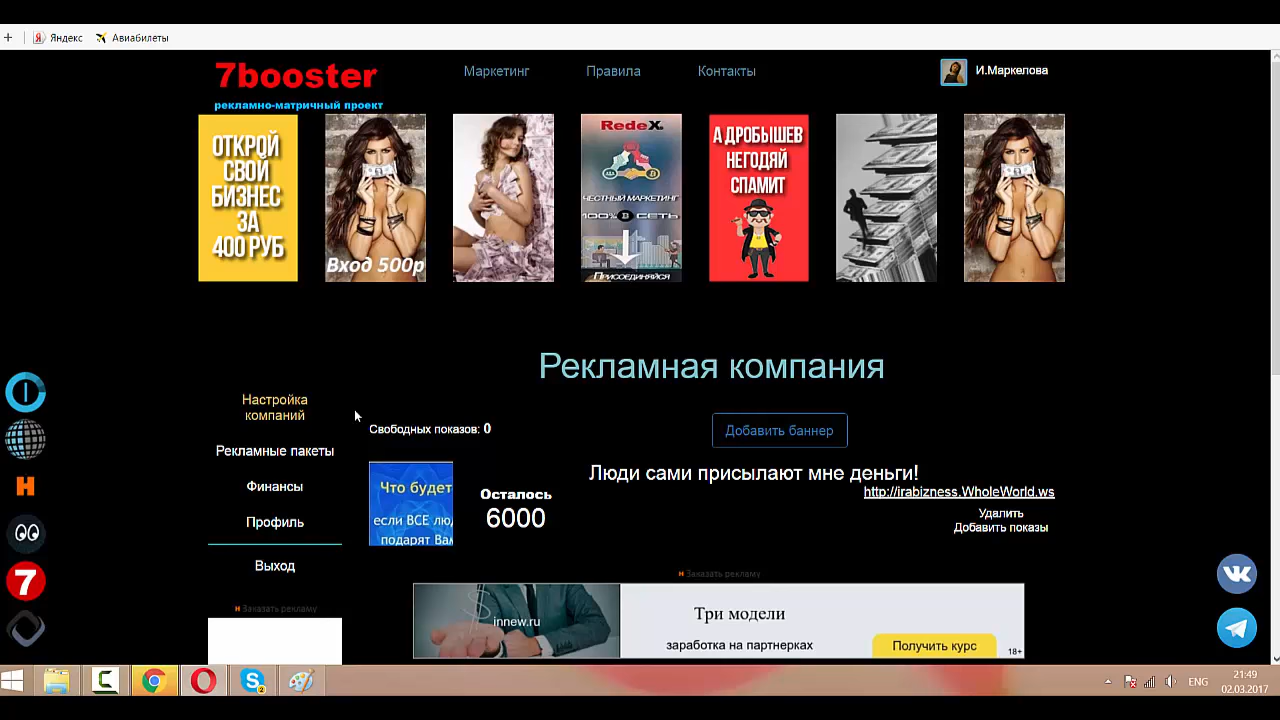 +
Яндекс
Авиабилеты
7booster
рекламно-матричный проект
Маркетинг
Правила
Контакты
И.Маркелова
ОТКРОЙ
СВОЙ
БИЗНЕС
ЗА
400 РУБ
Вход 500р
RedeX
ЧЕСТНЫЙ МАРКЕТИНГ
100% СЕТЬ
ПРИСОЕДИНЯЙСЯ
А ДРОБЫШЕВ
НЕГОДЯЙ
СПАМИТ
Рекламная компания
Настройка
компаний
Рекламные пакеты
Финансы
Профиль
Выход
Заказать рекламу
Свободных показов: 0
Добавить баннер
Что будет
если ВСЕ лю
подарят Ва
Осталось
6000
Люди сами присылают мне деньги!
http://irabizness.WholeWorld.ws
Удалить
Добавить показы
Заказать рекламу
innew.ru
Три модели
заработка на партнерках
Получить курс
18+
ENG
21:49
02.03.2017